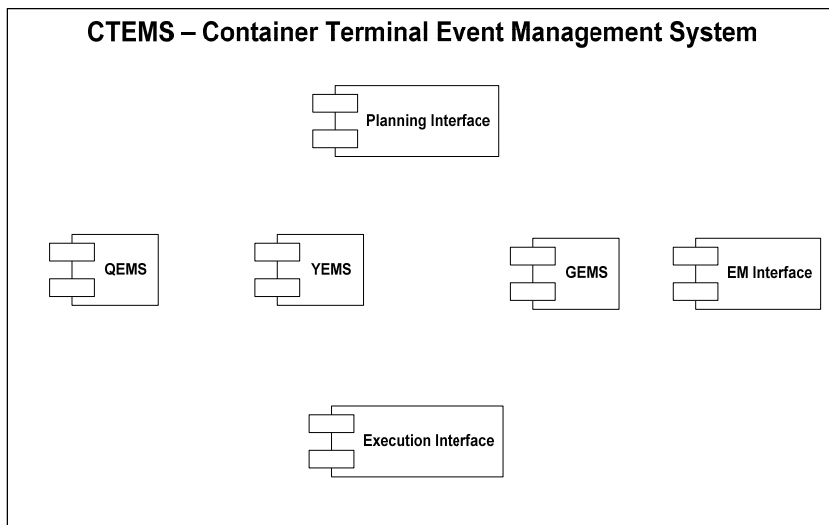 CTEMS – Container Terminal Event Management System
Planning Interface
QEMS
YEMS
GEMS
EM Interface
Execution Interface